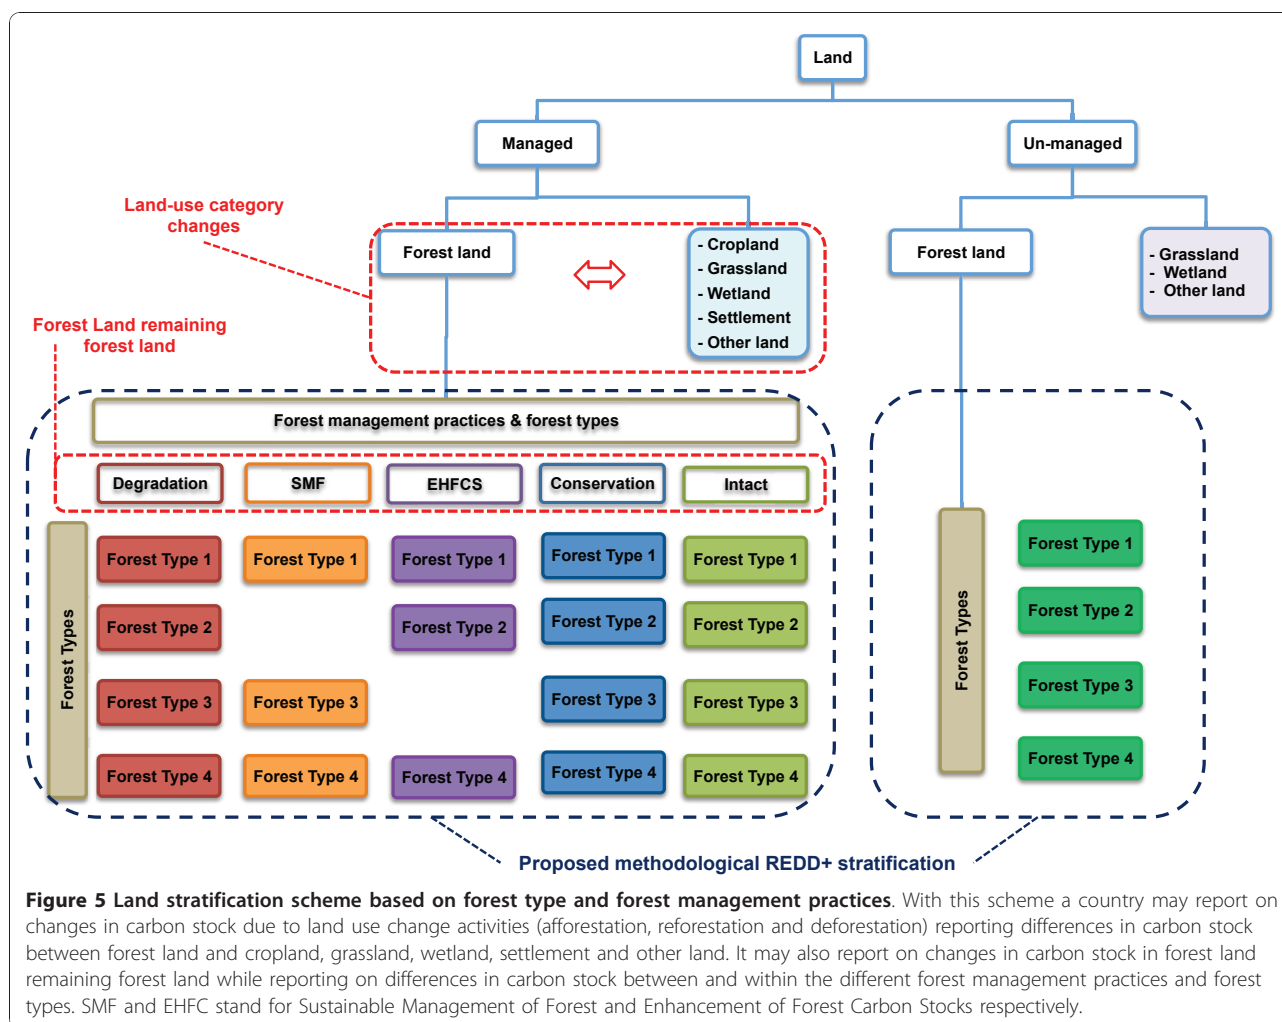 Land
Managed
Un-managed
Land-use category
changes
Forest land
- Cropland
- Grassland
- Wetland
- Settlement
- Other land
Forest land
- Grassland
- Wetland
- Other land
Forest Land remaining
forest land
Forest management practices & forest types
Degradation
SMF
EHFCS
Conservation
Intact
Forest Types
Forest Type 1
Forest Type 1
Forest Type 1
Forest Type 1
Forest Type 1
Forest Type 2
Forest Type 2
Forest Type 2
Forest Type 2
Forest Type 3
Forest Type 3
Forest Type 3
Forest Type 3
Forest Type 4
Forest Type 4
Forest Type 4
Forest Type 4
Forest Type 4
Forest Types
Forest Type 1
Forest Type 2
Forest Type 3
Forest Type 4
Proposed methodological REDD+ stratification
Figure 5 Land stratification scheme based on forest type and forest management practices. With this scheme a country may report on
changes in carbon stock due to land use change activities (afforestation, reforestation and deforestation) reporting differences in carbon stock
between forest land and cropland, grassland, wetland, settlement and other land. It may also report on changes in carbon stock in forest land
remaining forest land while reporting on differences in carbon stock between and within the different forest management practices and forest
types. SMF and EHFC stand for Sustainable Management of Forest and Enhancement of Forest Carbon Stocks respectively.